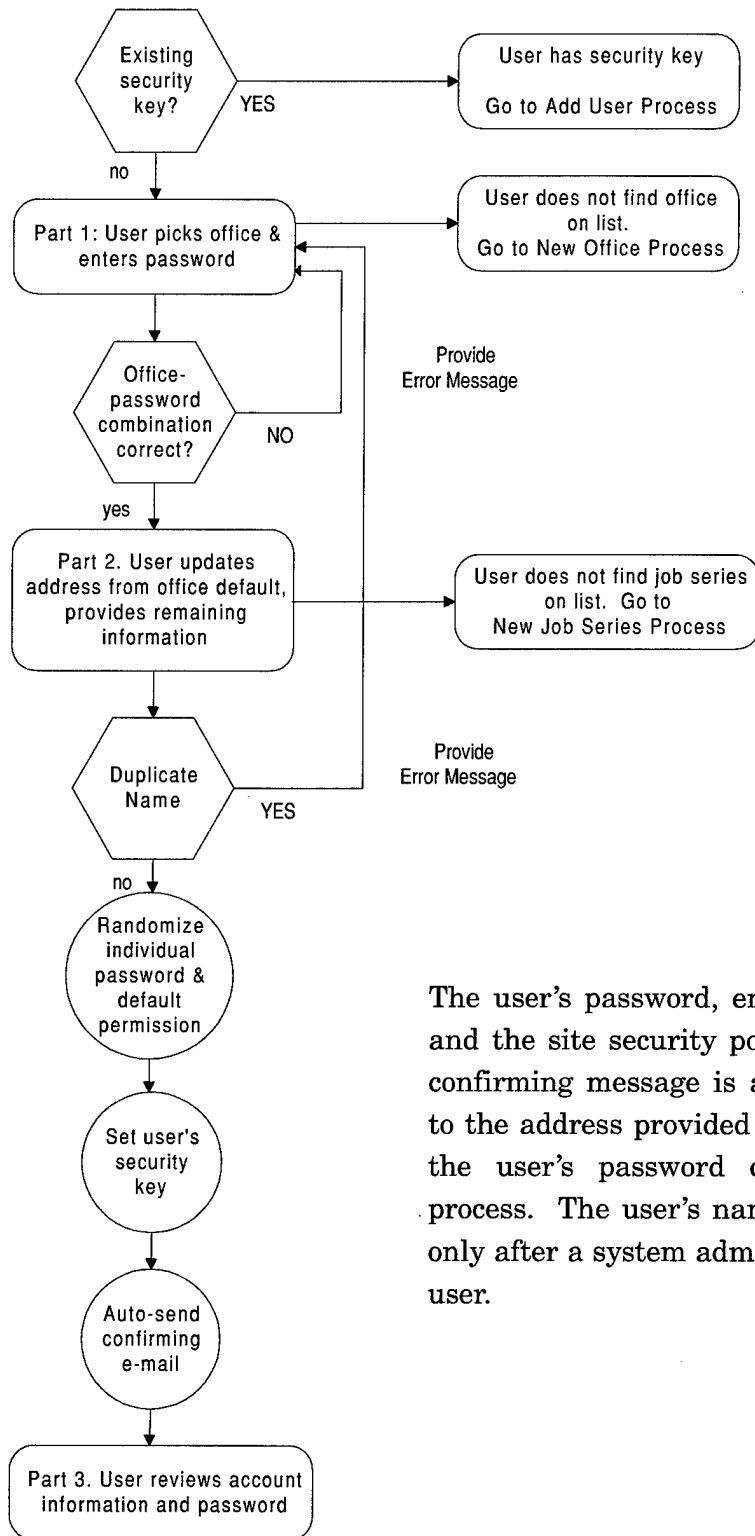 Existing
security
key?
YES
User has security key
Go to Add User Process
no
Part 1: User picks office &
enters password
User does not find office
on list.
Go to New Office Process
Provide
Error Message
Office-
password
combination
correct?
NO
yes
Part 2. User updates
address from office default,
provides remaining
information
User does not find job series
on list.  Go to
New Job Series Process
Duplicate
Name
YES
Provide
Error Message
no
Randomize
individual
password &
default
permission
Set user's
security
key
Auto-send
confirming
e-mail
Part 3. User reviews account
information and password
The user's password, en
and the site security po
confirming message is a
to the address provided
the user's password
process. The user's nar
only after a system adm
user.